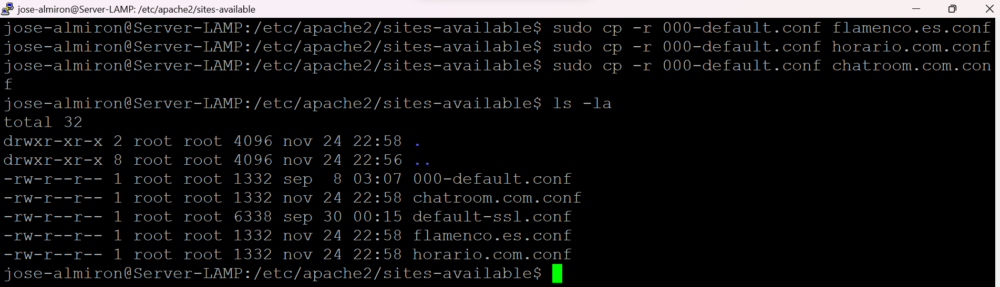 jose-almiron@Server-LAMP: /etc/apache2/sites-available
jose-almiron@Server-LAMP:/etc/apache2/sites-available$ sudo cp -r 000-default.conf flamenco.es.conf
jose-almiron@Server-LAMP:/etc/apache2/sites-available$ sudo cp -r 000-default.conf horario.com.conf
jose-almiron@Server-LAMP:/etc/apache2/sites-available$ sudo cp -r 000-default.conf chatroom.com.con
f
jose-almiron@Server-LAMP:/etc/apache2/sites-available$ ls -la
total 32
drwxr-xr-x 2 root root 4096 nov 24 22:58 .
drwxr-xr-x 8 root root 4096 nov 24 22:56 ..
-rw-r--r-- 1 root root 1332 sep  8 03:07 000-default.conf
-rw-r--r-- 1 root root 1332 nov 24 22:58 chatroom.com.conf
-rw-r--r-- 1 root root 6338 sep 30 00:15 default-ssl.conf
-rw-r--r-- 1 root root 1332 nov 24 22:58 flamenco.es.conf
-rw-r--r-- 1 root root 1332 nov 24 22:58 horario.com.conf
jose-almiron@Server-LAMP:/etc/apache2/sites-available$